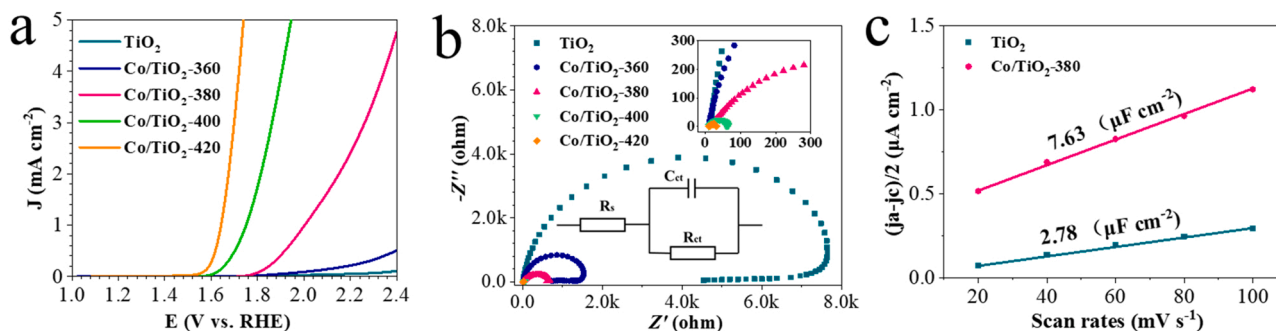 a
5
4
3
2
1
0
J (mA cm⁻²)
TiO₂
Co/TiO₂-360
Co/TiO₂-380
Co/TiO₂-400
Co/TiO₂-420
1.0 1.2 1.4 1.6 1.8 2.0 2.2 2.4
E (V vs. RHE)
b
8.0k
6.0k
4.0k
2.0k
0.0
-Z'' (ohm)
TiO₂
Co/TiO₂-360
Co/TiO₂-380
Co/TiO₂-400
Co/TiO₂-420
300
200
100
0
0 100 200 300
Cct
Rs
Rct
0.0 2.0k 4.0k 6.0k 8.0k
Z' (ohm)
c
1.5
1.0
0.5
0.0
(ja-jc)/2 (μA cm⁻²)
TiO₂
Co/TiO₂-380
7.63 (μF cm⁻²)
2.78 (μF cm⁻²)
20 40 60 80 100
Scan rates (mV s⁻¹)